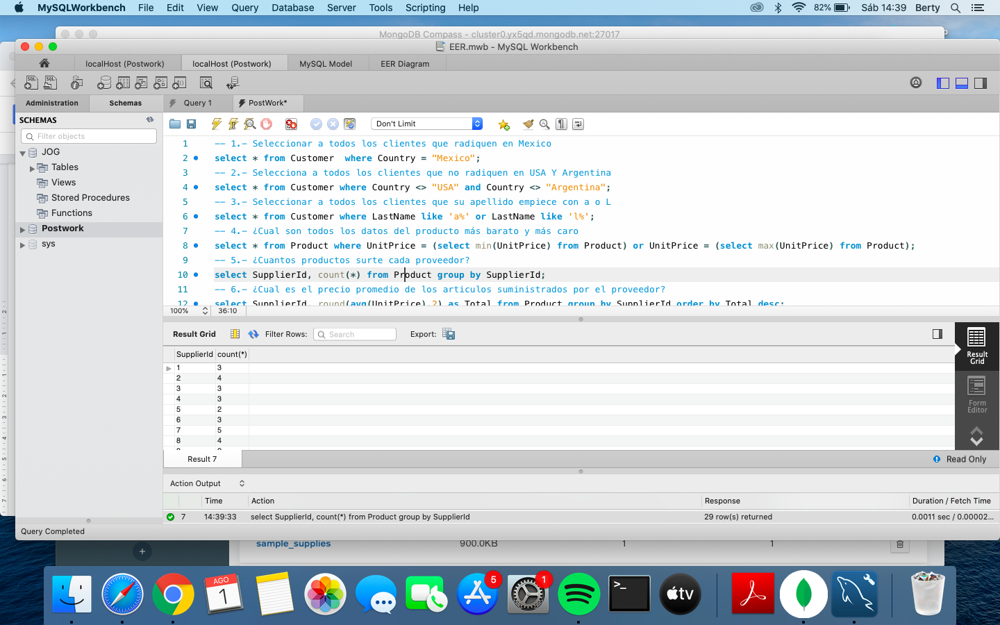 MySQLWorkbench File Edit View Query Database Server Tools Scripting Help 82% Sáb 14:39 Berty
MongoDB Compass - cluster0.yx5qd.mongodb.net:27017
EER.mwb - MySQL Workbench
localHost (Postwork) localHost (Postwork) MySQL Model EER Diagram
Administration Schemas Query 1 PostWork*
SCHEMAS
Filter objects
JOG
Tables
Views
Stored Procedures
Functions
Postwork
sys
Don't Limit
1 -- 1.- Seleccionar a todos los clientes que radiquen en Mexico
2 select * from Customer  where Country = "Mexico";
3 -- 2.- Selecciona a todos los clientes que no radiquen en USA Y Argentina
4 select * from Customer where Country <> "USA" and Country <> "Argentina";
5 -- 3.- Seleccionar a todos los clientes que su apellido empiece con a o L
6 select * from Customer where LastName like 'a%' or LastName like 'l%';
7 -- 4.- ¿Cual son todos los datos del producto más barato y más caro
8 select * from Product where UnitPrice = (select min(UnitPrice) from Product) or UnitPrice = (select max(UnitPrice) from Product);
9 -- 5.- ¿Cuantos productos surte cada proveedor?
10 select SupplierId, count(*) from Product group by SupplierId;
11 -- 6.- ¿Cual es el precio promedio de los articulos suministrados por el proveedor?
12 select SupplierId, round(avg(UnitPrice),2) as Total from Product group by SupplierId order by Total desc;
100% 36:10
Result Grid Filter Rows: Search Export:
SupplierId count(*)
1 3
2 4
3 3
4 3
5 2
6 3
7 5
8 4
Result Grid
Form Editor
Result 7 Read Only
Action Output
Time Action Response Duration / Fetch Time
7 14:39:33 select SupplierId, count(*) from Product group by SupplierId 29 row(s) returned 0.0011 sec / 0.00002...
Query Completed
sample_supplies 900.0KB 1 1
AGO
1
5
1
tv